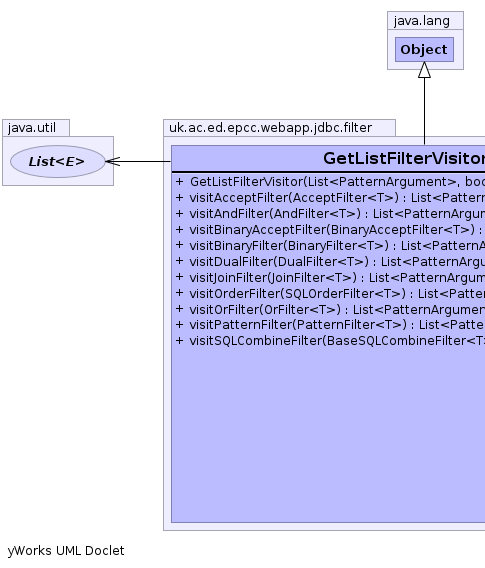 java.lang
Object
java.util
List<E>
uk.ac.ed.epcc.webapp.jdbc.filter
GetListFilterVisitor
+ GetListFilterVisitor(List<PatternArgument>, boo
+ visitAcceptFilter(AcceptFilter<T>) : List<Pattern
+ visitAndFilter(AndFilter<T>) : List<PatternArgum
+ visitBinaryAcceptFilter(BinaryAcceptFilter<T>) :
+ visitBinaryFilter(BinaryFilter<T>) : List<PatternA
+ visitDualFilter(DualFilter<T>) : List<PatternArgu
+ visitJoinFilter(JoinFilter<T>) : List<PatternArgum
+ visitOrderFilter(SQLOrderFilter<T>) : List<Patte
+ visitOrFilter(OrFilter<T>) : List<PatternArgumen
+ visitPatternFilter(PatternFilter<T>) : List<Patte
+ visitSQLCombineFilter(BaseSQLCombineFilter<T>
yWorks UML Doclet